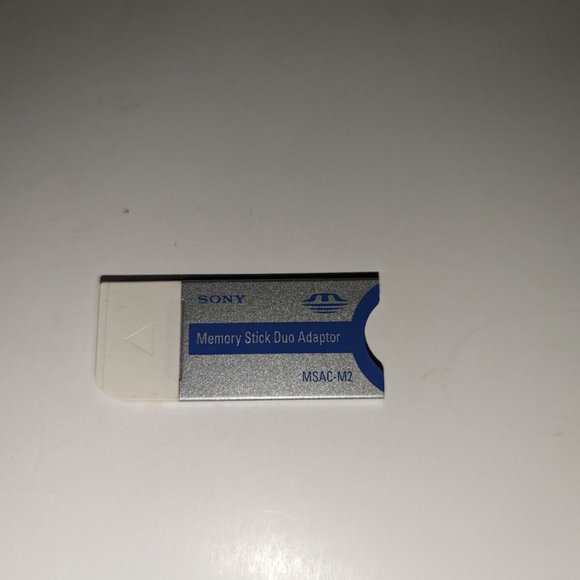 SONY
Memory Stick Duo Adaptor
MSAC-M2